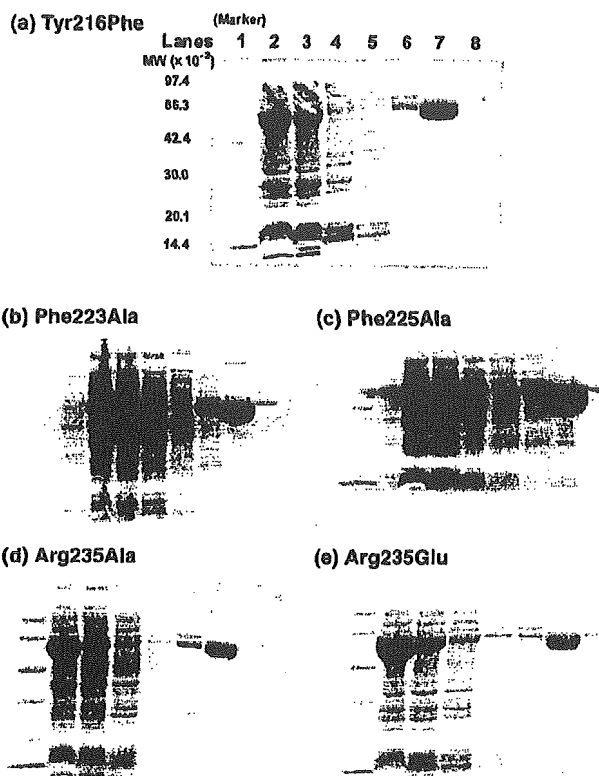 (a) Tyr216Phe
(Marker)
Lanes 1 2 3 4 5 6 7 8
MW (x 10⁻³)
97.4
66.3
42.4
30.0
20.1
14.4
(b) Phe223Ala
(c) Phe225Ala
(d) Arg235Ala
(e) Arg235Glu